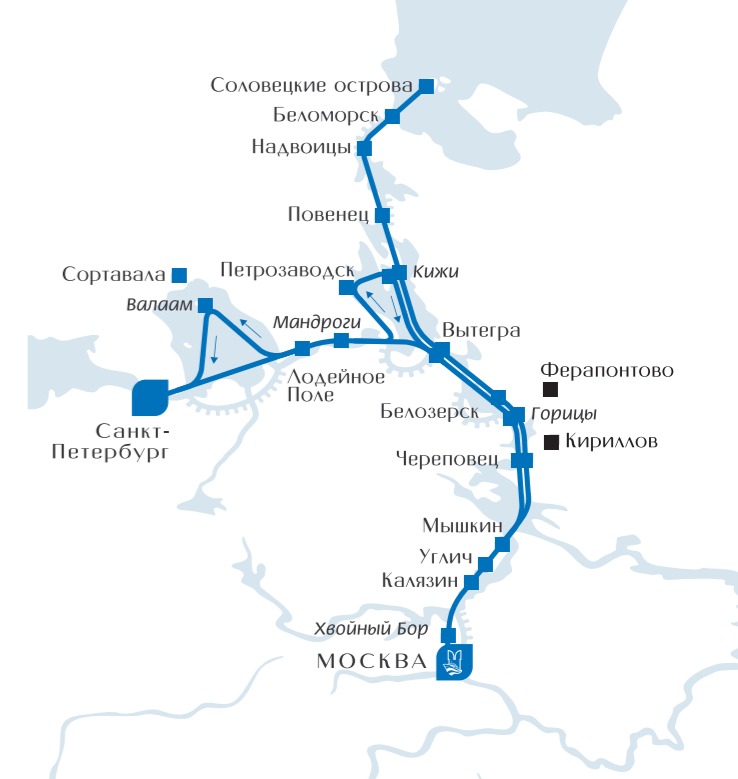 Соловецкие острова
Беломорск
Надвоицы
Повенец
Петрозаводск
Кижи
Сортавала
Валаам
Мандроги
Вытегра
Лодейное
Поле
Ферапонтово
Белозерск
Горицы
Санкт-
Петербург
Кириллов
Череповец
Мышкин
Углич
Калязин
Хвойный Бор
МОСКВА